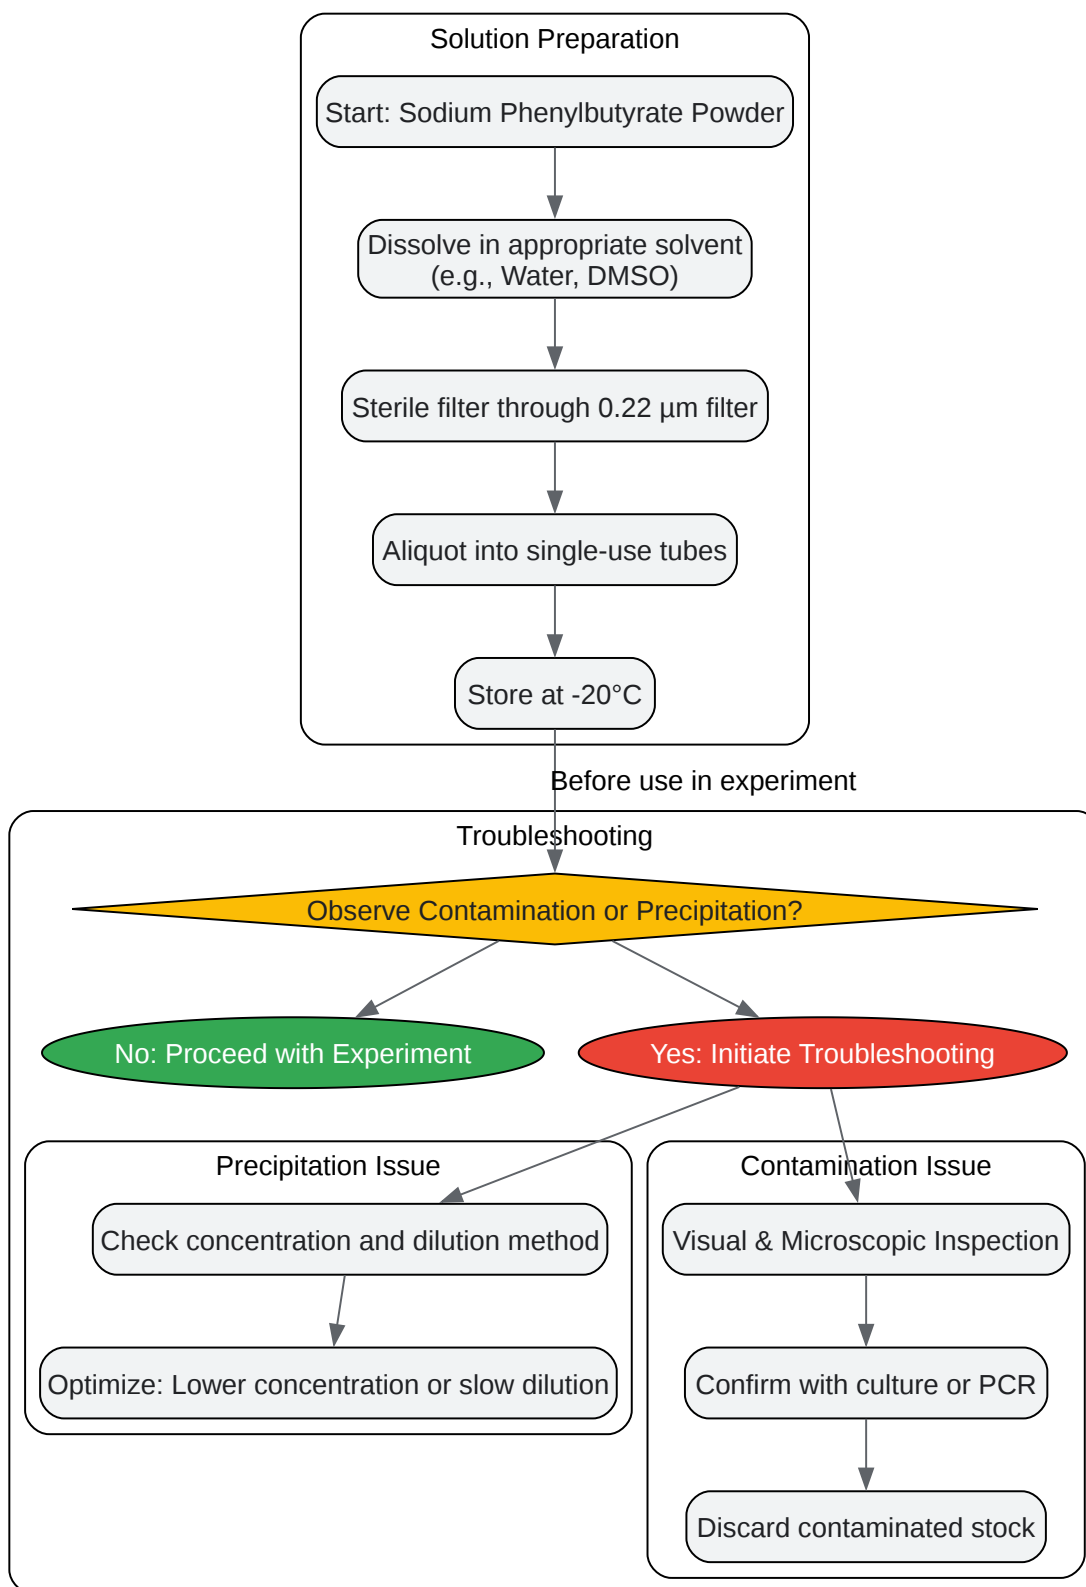 Solution Preparation
Start: Sodium Phenylbutyrate Powder
Dissolve in appropriate solvent
(e.g., Water, DMSO)
Sterile filter through 0.22 µm filter
Aliquot into single-use tubes
Store at -20°C
Before use in experiment
Troubleshooting
Observe Contamination or Precipitation?
No: Proceed with Experiment
Yes: Initiate Troubleshooting
Precipitation Issue
Check concentration and dilution method
Optimize: Lower concentration or slow dilution
Contamination Issue
Visual & Microscopic Inspection
Confirm with culture or PCR
Discard contaminated stock